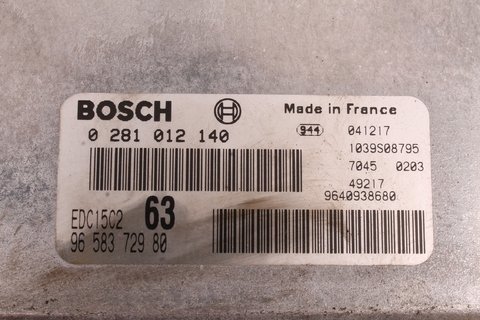 BOSCH
Made in France
0 281 012 140
944 041217
1039S08795
7045 0203
49217
9640938680
EDC15C2 63
96 583 729 80